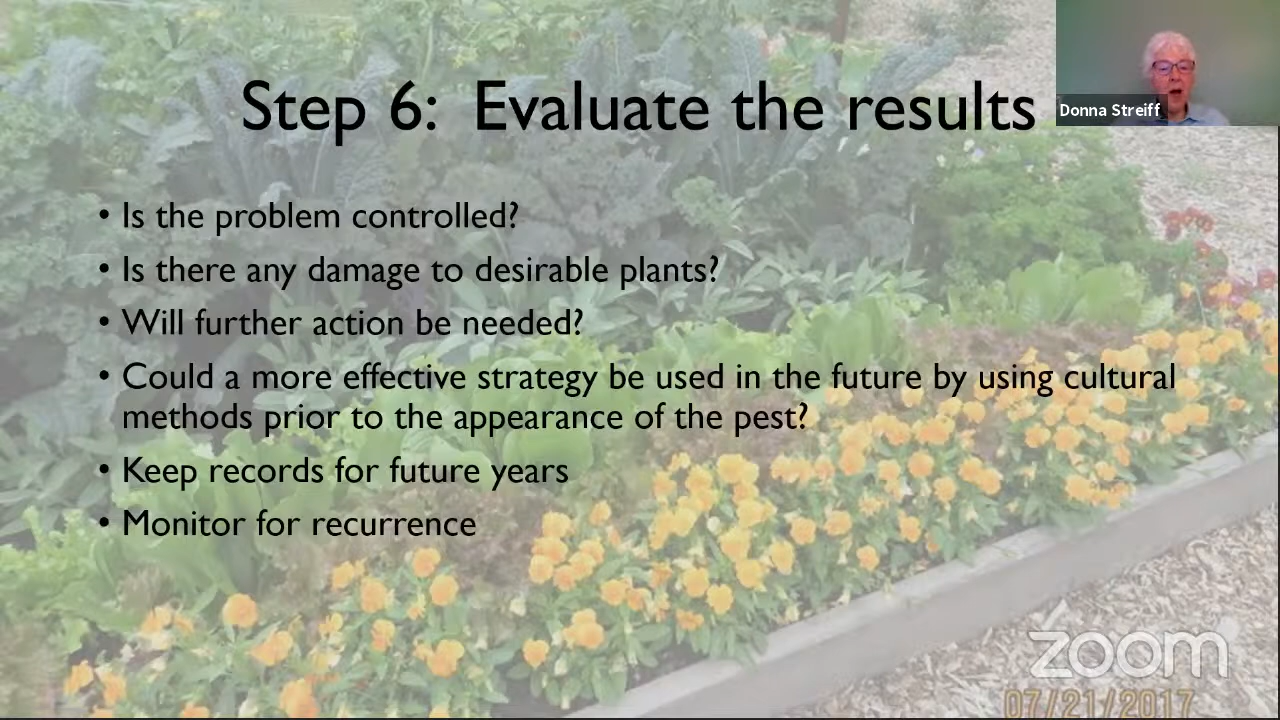 Step 6: Evaluate the results
Donna Streiff
• Is the problem controlled?
• Is there any damage to desirable plants?
• Will further action be needed?
• Could a more effective strategy be used in the future by using cultural
methods prior to the appearance of the pest?
• Keep records for future years
• Monitor for recurrence
zoom
07/21/2017